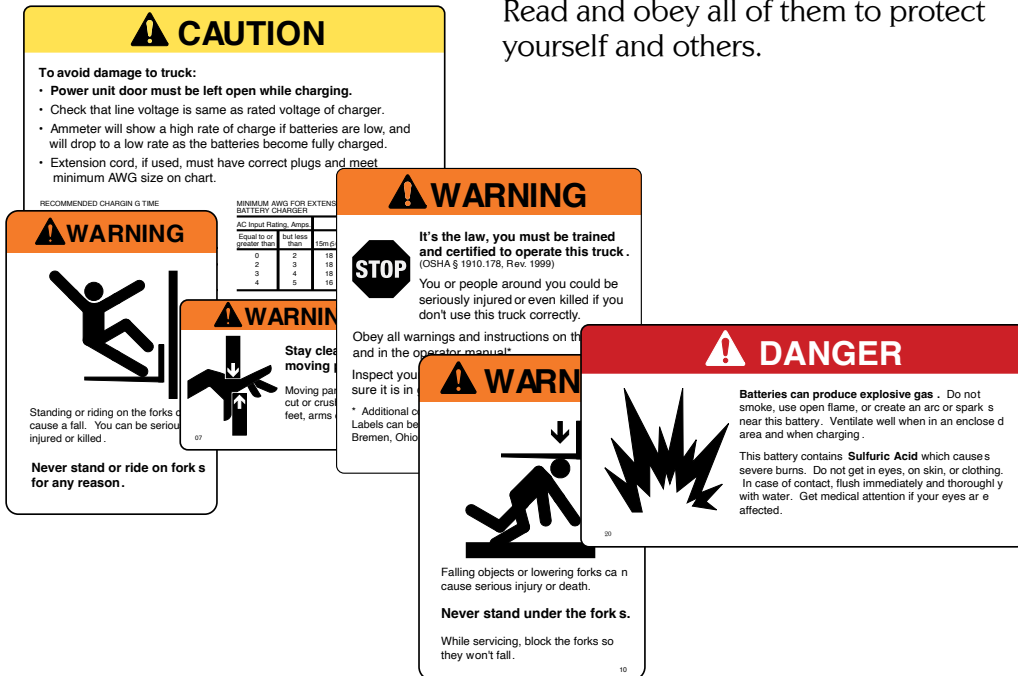 Read and obey all of them to protect
yourself and others.
CAUTION
To avoid damage to truck:
• Power unit door must be left open while charging.
• Check that line voltage is same as rated voltage of charger.
• Ammeter will show a high rate of charge if batteries are low, and
will drop to a low rate as the batteries become fully charged.
• Extension cord, if used, must have correct plugs and meet
minimum AWG size on chart.
RECOMMENDED CHARGIN G TIME
MINIMUM AWG FOR
BATTERY CHARGER
AC Input Rating, Amps.
Equal to or but less
greater than than 15m
0 2 18
2 3 18
3 4 18
4 5 16
WARNING
Standing or riding on the forks
cause a fall. You can be
injured or killed.
Never stand or ride on fork s
for any reason.
Stay
moving
Moving
cut or
feet, arms
07
WARNING
STOP
It's the law, you must be trained
and certified to operate this truck.
(OSHA § 1910.178, Rev. 1999)
You or people around you could be
seriously injured or even killed if you
don't use this truck correctly.
Obey all warnings and instructions on
and in the operator manual*
Inspect
sure it is in
* Additional
Labels can be
Bremen, Ohio
Falling objects or lowering forks ca n
cause serious injury or death.
Never stand under the fork s.
While servicing, block the forks so
they won't fall.
10
DANGER
Batteries can produce explosive gas . Do not
smoke, use open flame, or create an arc or spark s
near this battery. Ventilate well when in an enclose d
area and when charging .
This battery contains Sulfuric Acid which cause s
severe burns. Do not get in eyes, on skin, or clothing.
In case of contact, flush immediately and thoroughl y
with water. Get medical attention if your eyes ar e
affected.
20